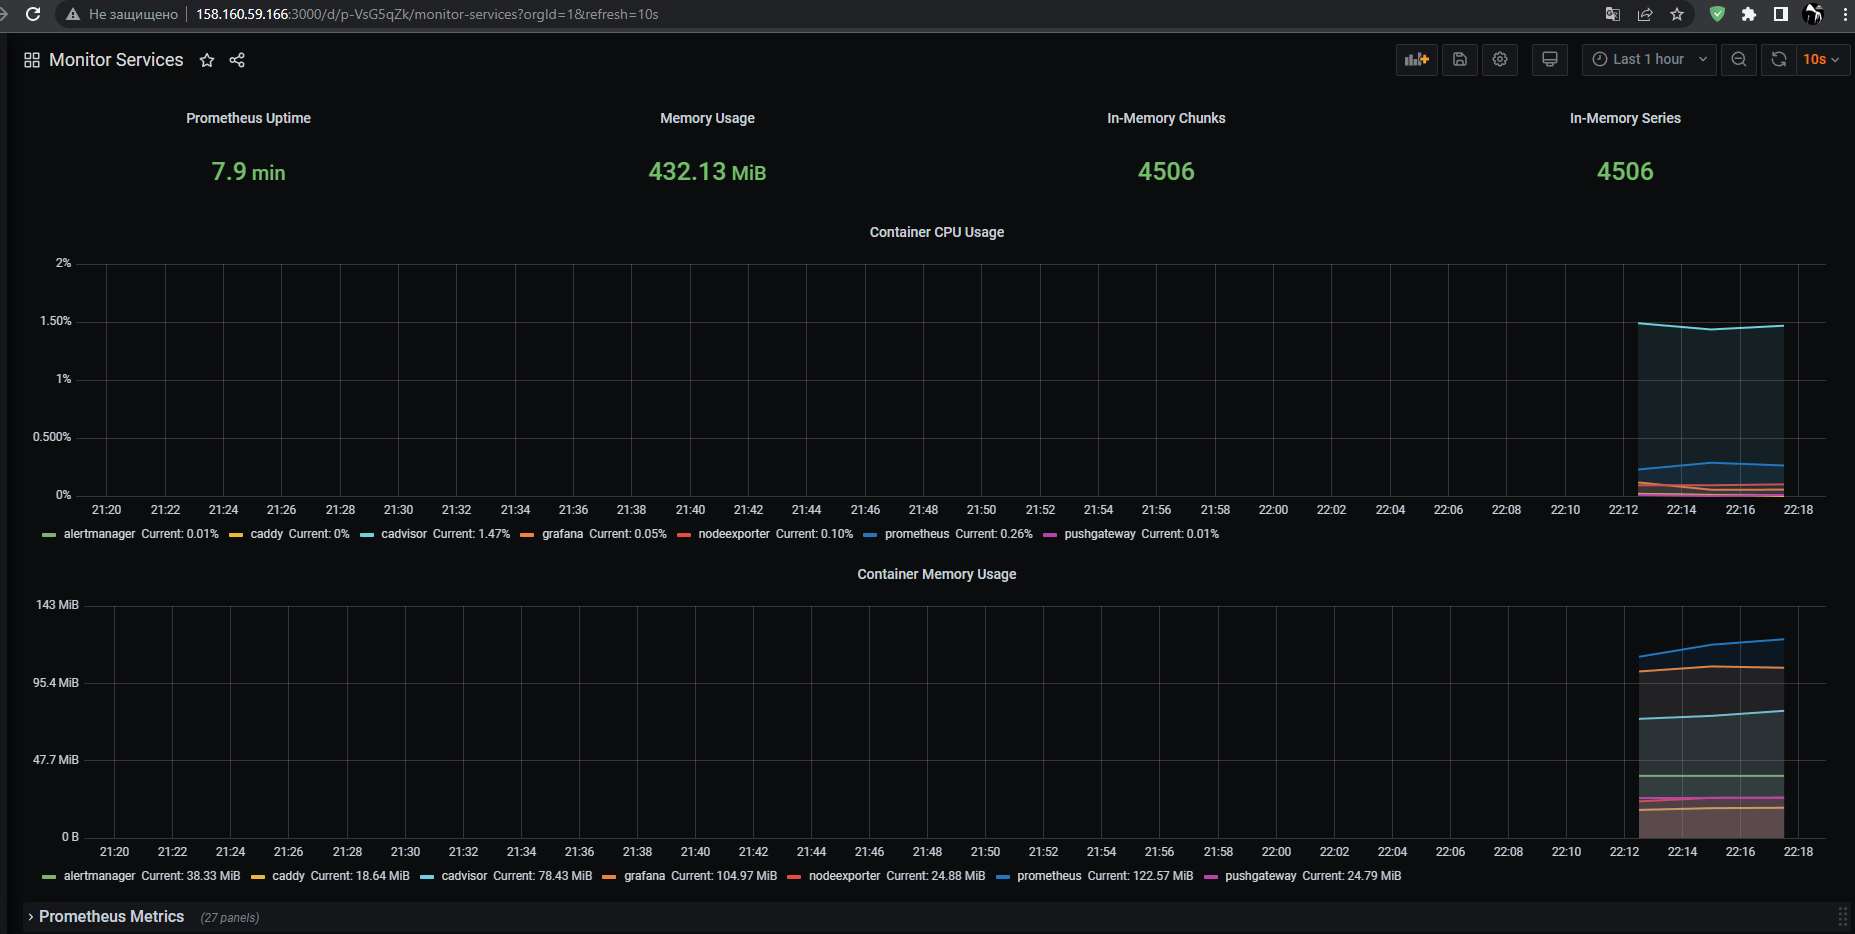 Не защищено 158.160.59.166:3000/d/p-VsG5qZk/monitor-services?orgId=1&refresh=10s
Monitor Services Last 1 hour 10s
Prometheus Uptime Memory Usage In-Memory Chunks In-Memory Series
7.9 min 432.13 MiB 4506 4506
Container CPU Usage
2%
1.50%
1%
0.500%
0%
21:20 21:22 21:24 21:26 21:28 21:30 21:32 21:34 21:36 21:38 21:40 21:42 21:44 21:46 21:48 21:50 21:52 21:54 21:56 21:58 22:00 22:02 22:04 22:06 22:08 22:10 22:12 22:14 22:16 22:18
alertmanager Current: 0.01% caddy Current: 0% cadvisor Current: 1.47% grafana Current: 0.05% nodeexporter Current: 0.10% prometheus Current: 0.26% pushgateway Current: 0.01%
Container Memory Usage
143 MiB
95.4 MiB
47.7 MiB
0 B
21:20 21:22 21:24 21:26 21:28 21:30 21:32 21:34 21:36 21:38 21:40 21:42 21:44 21:46 21:48 21:50 21:52 21:54 21:56 21:58 22:00 22:02 22:04 22:06 22:08 22:10 22:12 22:14 22:16 22:18
alertmanager Current: 38.33 MiB caddy Current: 18.64 MiB cadvisor Current: 78.43 MiB grafana Current: 104.97 MiB nodeexporter Current: 24.88 MiB prometheus Current: 122.57 MiB pushgateway Current: 24.79 MiB
Prometheus Metrics (27 panels)